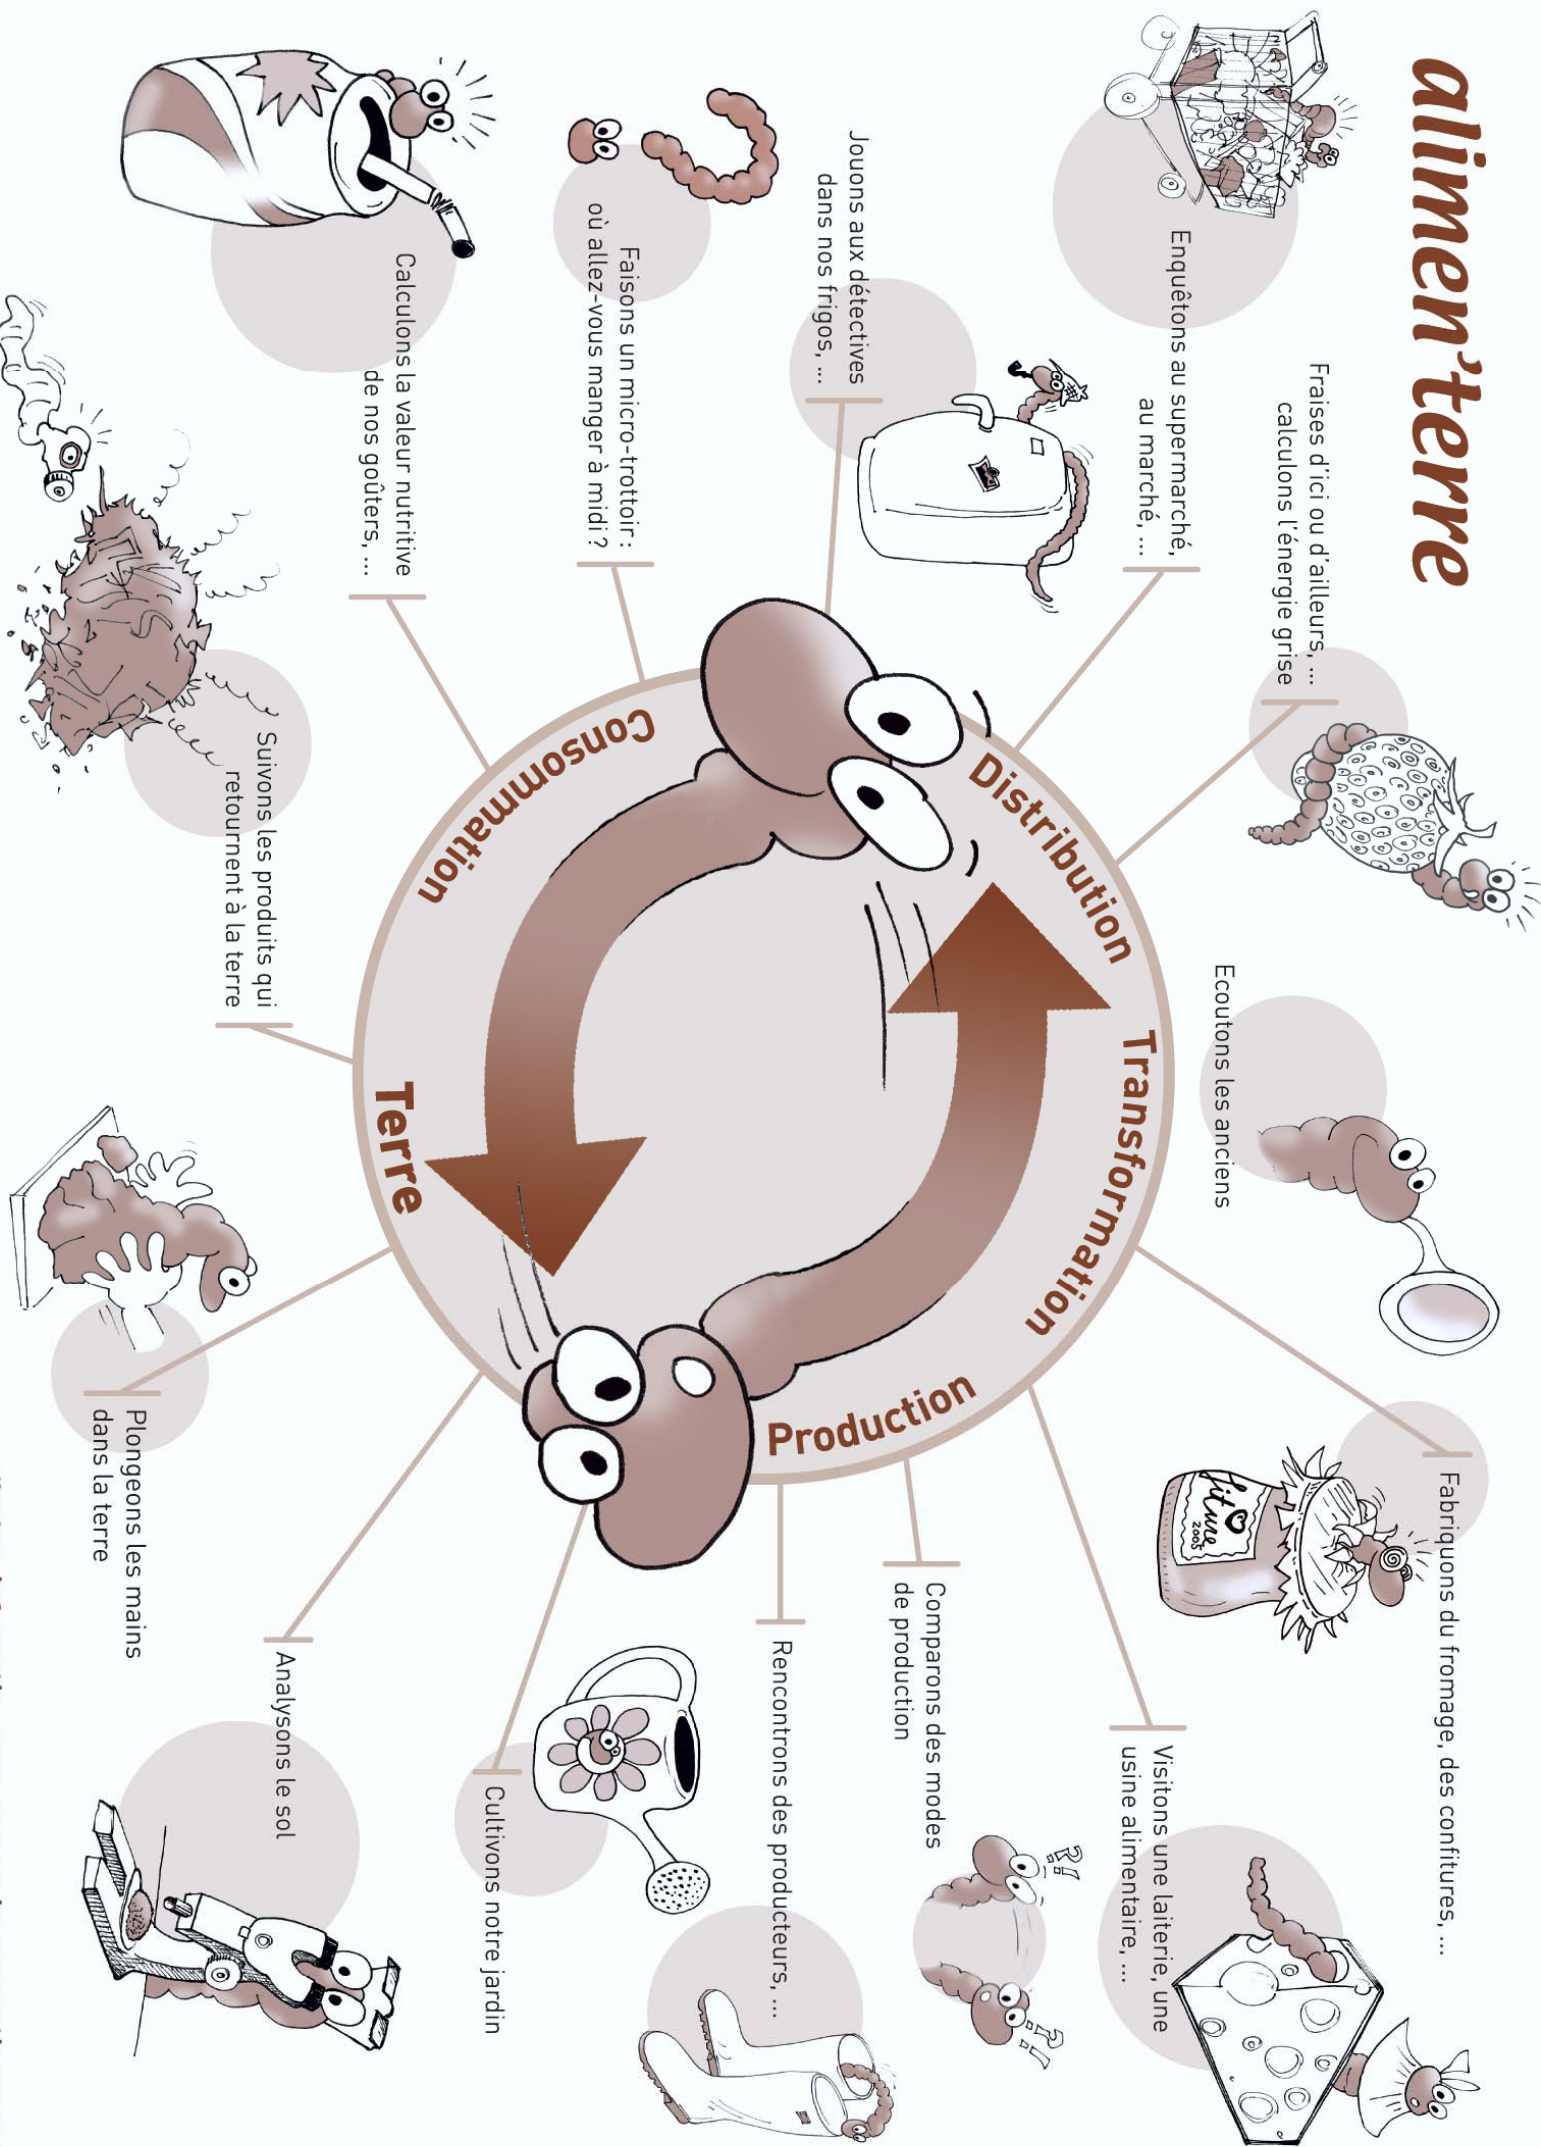 alimen'terre
Fraises d'ici ou d'ailleurs, ...
calculons l'énergie grise
Enquêtons au supermarché,
au marché, ...
Jouons aux détectives
dans nos frigos, ...
Faisons un micro-trottoir :
où allez-vous manger à midi ?
Calculons la valeur nutritive
de nos goûters, ...
Suivons les produits qui
retournent à la terre
Ecoutons les anciens
Fabriquons du fromage, des confitures, ...
fiture
2005
Visitons une laiterie, une
usine alimentaire, ...
Comparons des modes
de production
?!
?!
Rencontrons des producteurs, ...
Cultivons notre jardin
Analysons le sol
Plongeons les mains
dans la terre
Distribution
Transformation
Production
Terre
Consommation